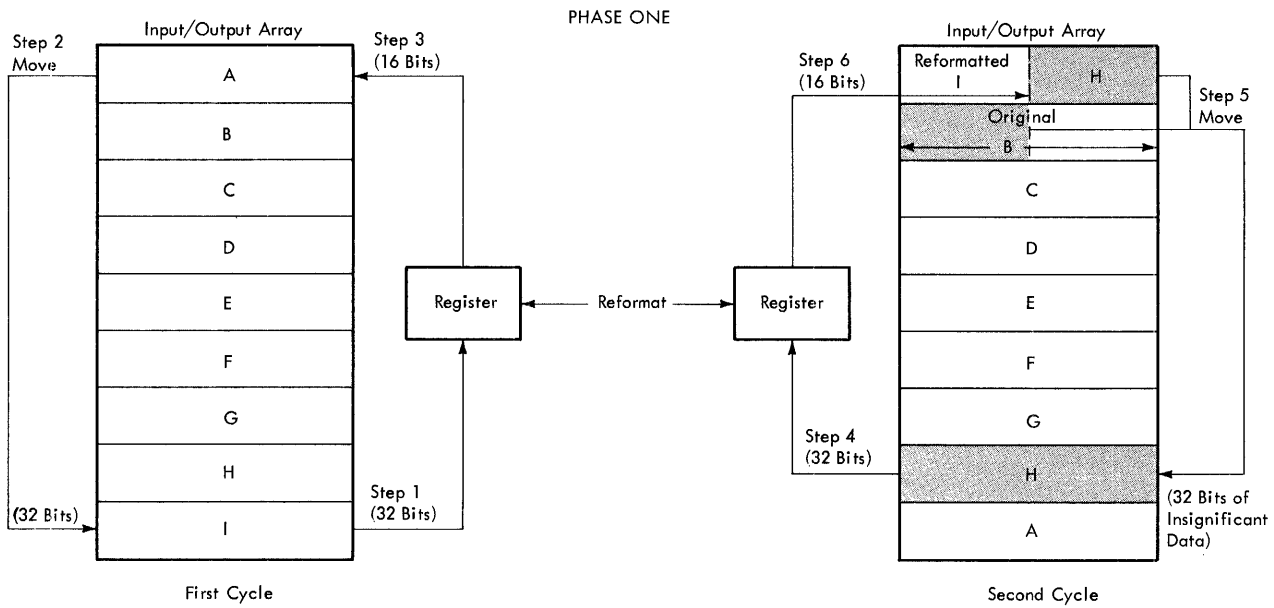 PHASE ONE
Input/Output Array
Step 2
Move
Step 3
(16 Bits)
A
B
C
D
E
F
G
H
I
(32 Bits)
Step 1
(32 Bits)
Register
First Cycle
Reformat
Input/Output Array
Step 6
(16 Bits)
Reformatted
I
H
Step 5
Move
Original
B
C
D
E
F
G
H
A
Register
Step 4
(32 Bits)
(32 Bits of
Insignificant
Data)
Second Cycle